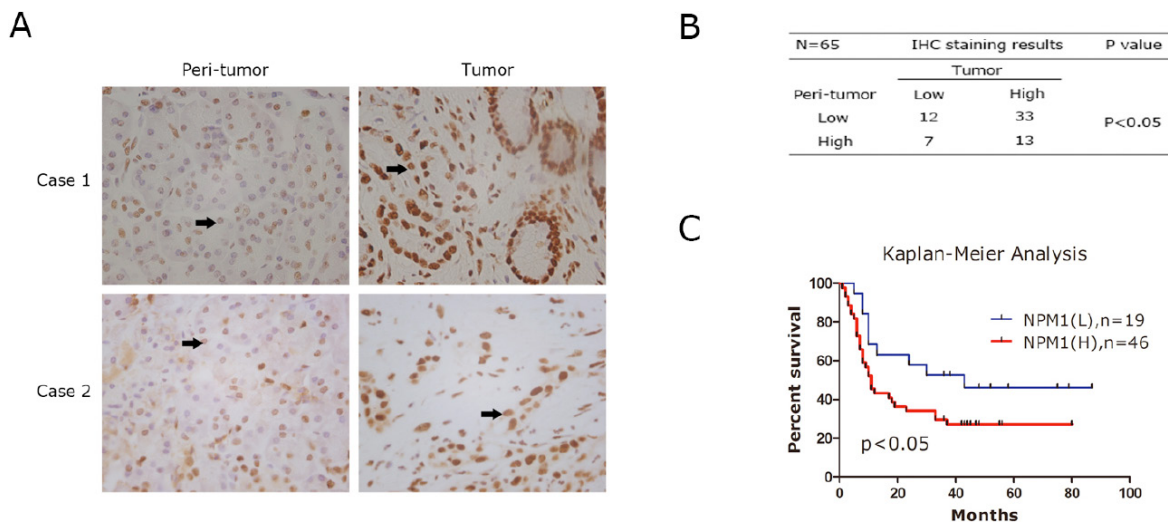 A
Peri-tumor Tumor
Case 1
Case 2
B
N=65 IHC staining results P value
Tumor
Peri-tumor Low High
Low 12 33 P<0.05
High 7 13
C
Kaplan-Meier Analysis
Percent survival
100
80
60
40
20
0
NPM1(L),n=19
NPM1(H),n=46
p<0.05
0 20 40 60 80 100
Months